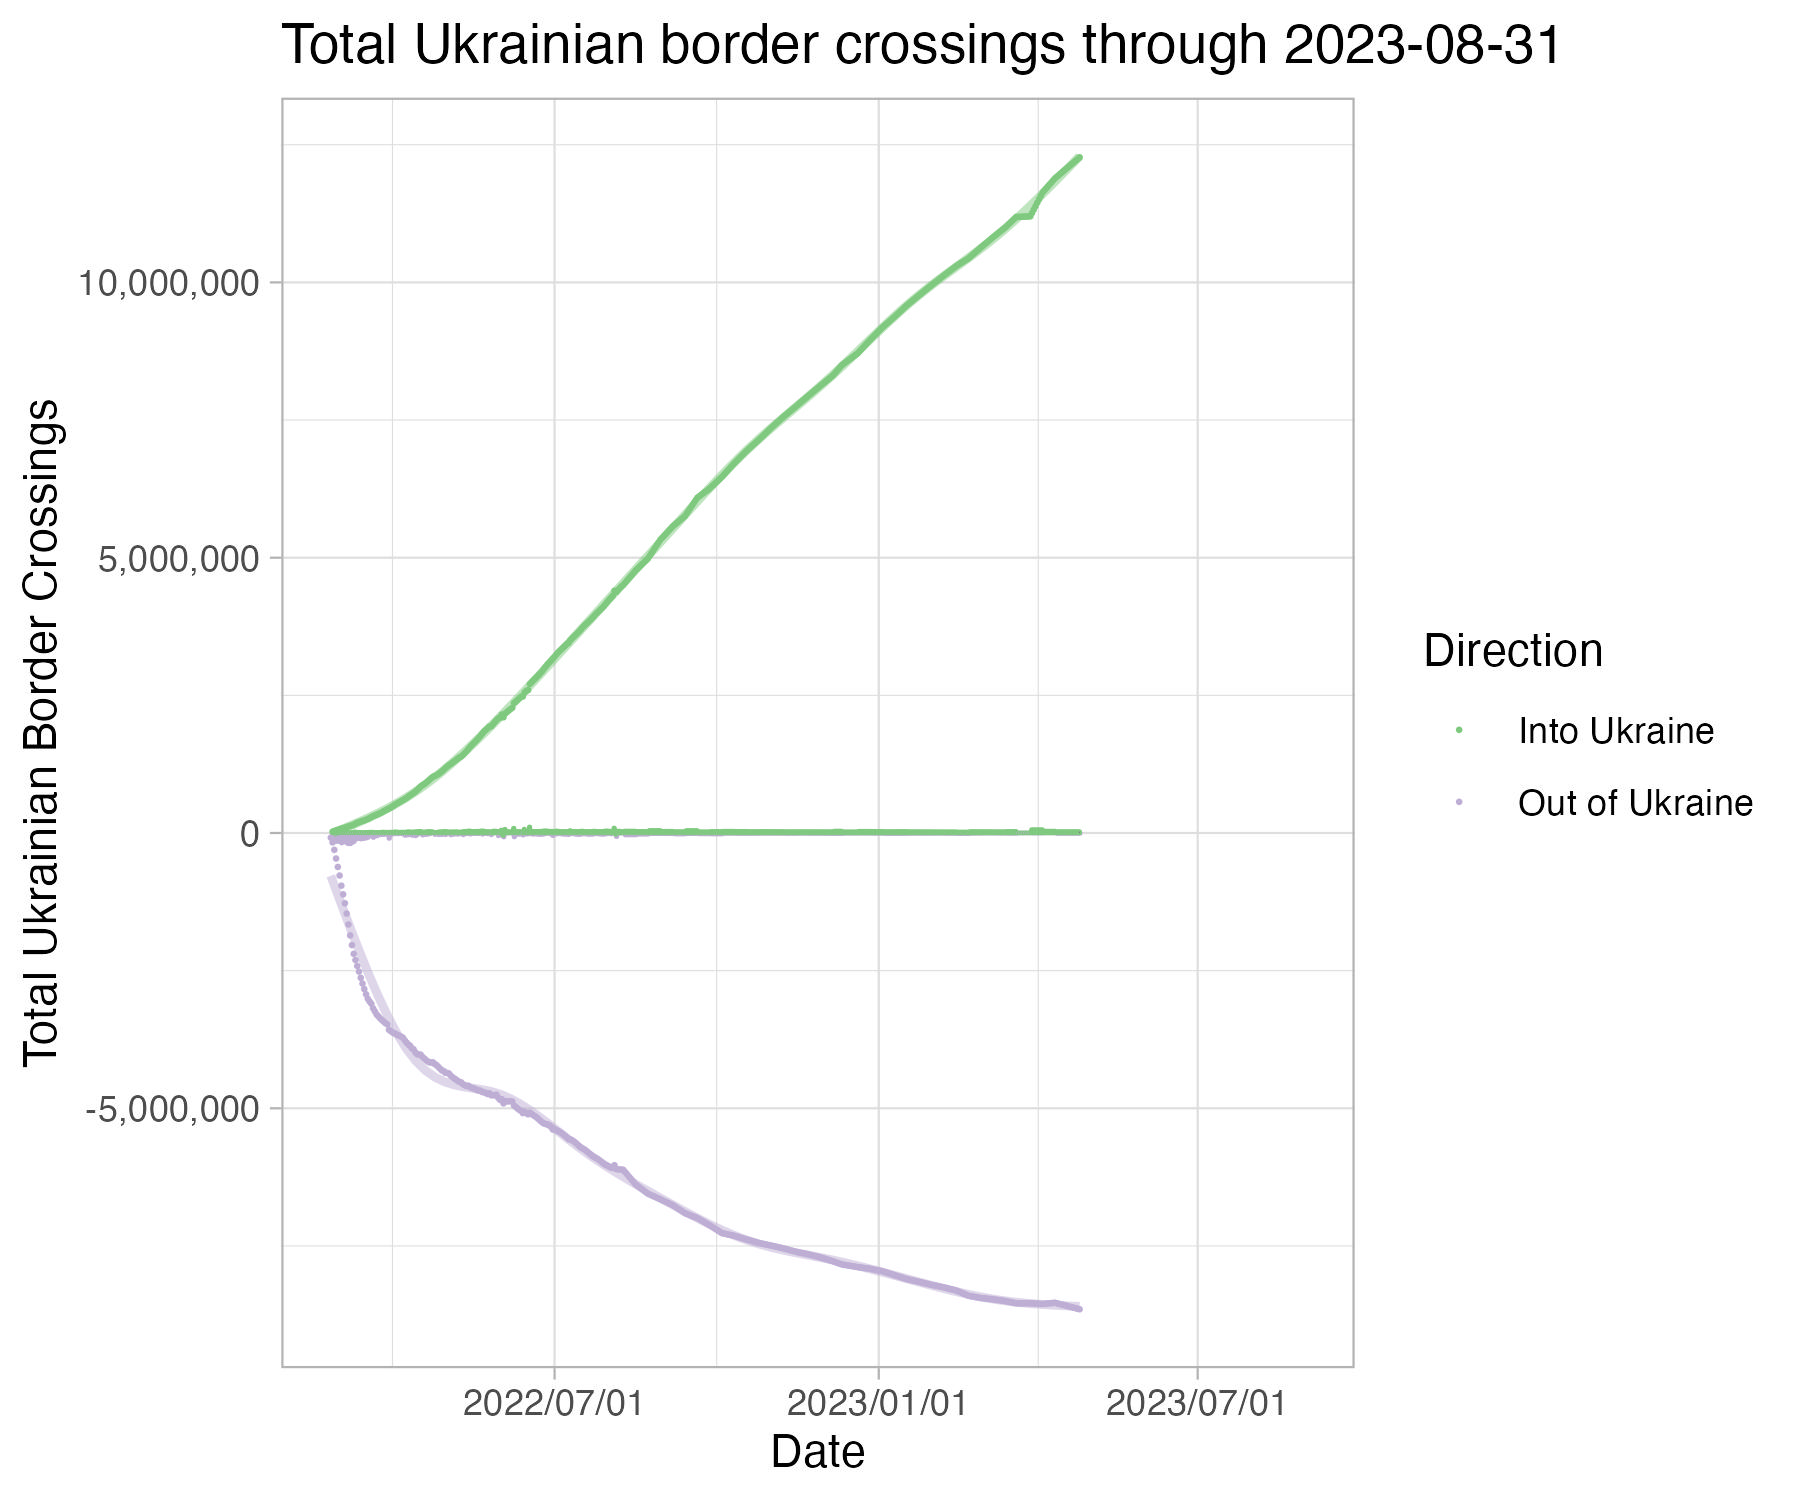 Total Ukrainian border crossings through 2023-08-31
Total Ukrainian Border Crossings
10,000,000
5,000,000
0
-5,000,000
2022/07/01
2023/01/01
2023/07/01
Date
Direction
Into Ukraine
Out of Ukraine